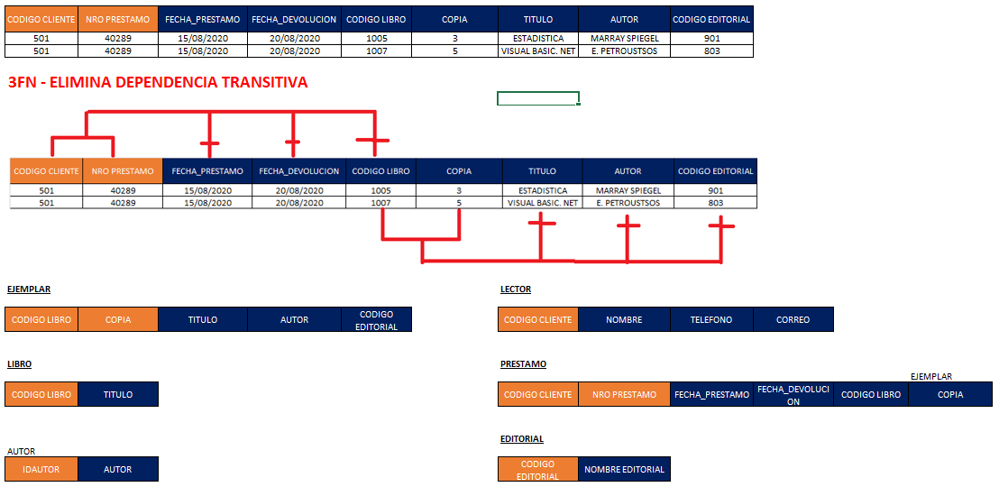 CODIGO CLIENTE NRO PRESTAMO FECHA_PRESTAMO FECHA_DEVOLUCION CODIGO LIBRO COPIA TITULO AUTOR CODIGO EDITORIAL
501 40289 15/08/2020 20/08/2020 1005 3 ESTADISTICA MARRAY SPIEGEL 901
501 40289 15/08/2020 20/08/2020 1007 5 VISUAL BASIC. NET E. PETROUSTSOS 803
3FN - ELIMINA DEPENDENCIA TRANSITIVA
CODIGO CLIENTE NRO PRESTAMO FECHA_PRESTAMO FECHA_DEVOLUCION CODIGO LIBRO COPIA TITULO AUTOR CODIGO EDITORIAL
501 40289 15/08/2020 20/08/2020 1005 3 ESTADISTICA MARRAY SPIEGEL 901
501 40289 15/08/2020 20/08/2020 1007 5 VISUAL BASIC. NET E. PETROUSTSOS 803
EJEMPLAR
CODIGO LIBRO COPIA TITULO AUTOR CODIGO
EDITORIAL
LECTOR
CODIGO CLIENTE NOMBRE TELEFONO CORREO
LIBRO
CODIGO LIBRO TITULO
PRESTAMO
EJEMPLAR
CODIGO CLIENTE NRO PRESTAMO FECHA_PRESTAMO FECHA_DEVOLUCI
ON CODIGO LIBRO COPIA
AUTOR
IDAUTOR AUTOR
EDITORIAL
CODIGO
EDITORIAL NOMBRE EDITORIAL